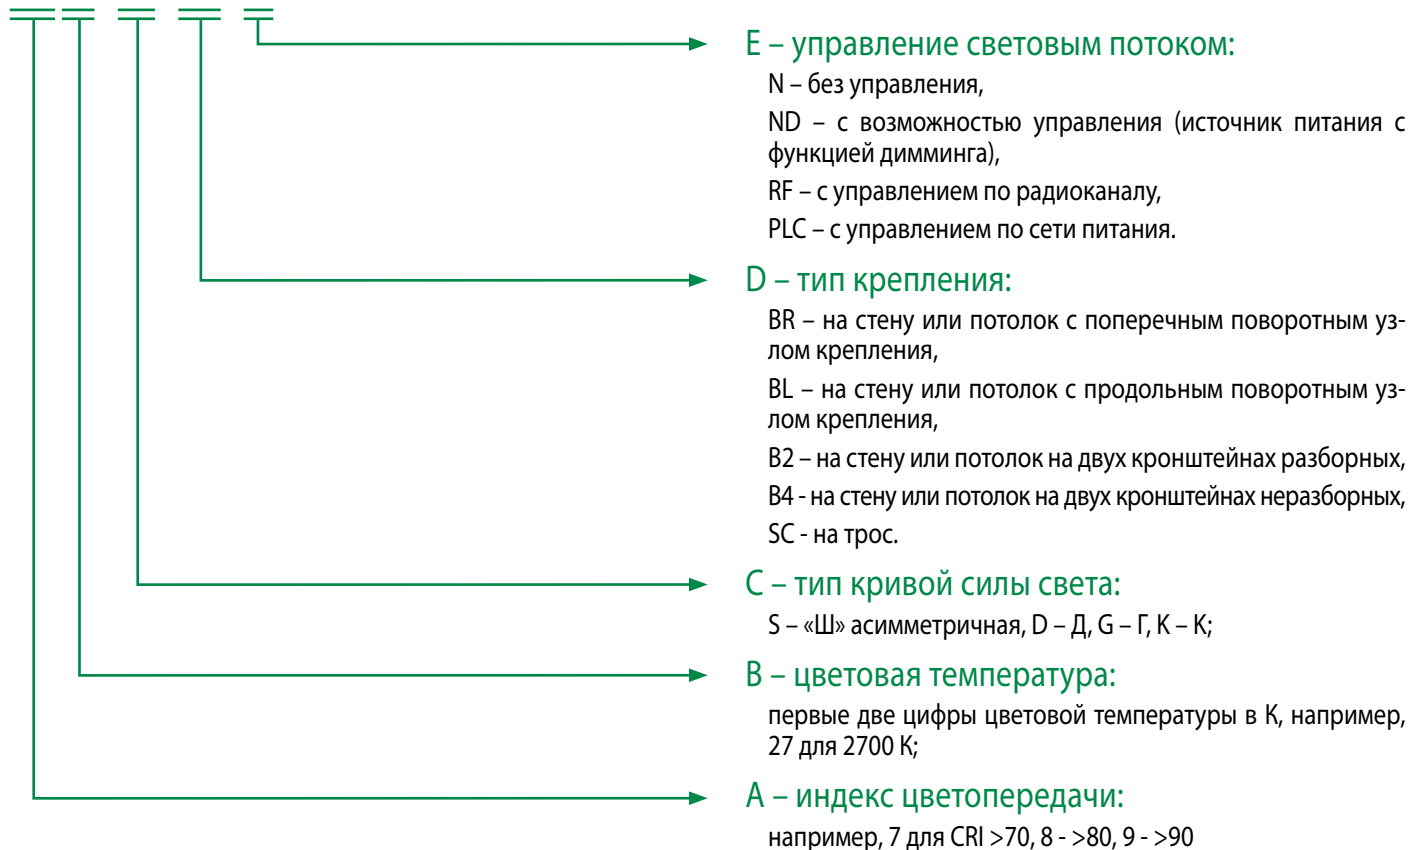 E – управление световым потоком:
N – без управления,
ND – с возможностью управления (источник питания с
функцией димминга),
RF – с управлением по радиоканалу,
PLC – с управлением по сети питания.
D – тип крепления:
BR – на стену или потолок с поперечным поворотным уз-
лом крепления,
BL – на стену или потолок с продольным поворотным уз-
лом крепления,
B2 – на стену или потолок на двух кронштейнах разборных,
B4 - на стену или потолок на двух кронштейнах неразборных,
SC - на трос.
C – тип кривой силы света:
S – «Ш» асимметричная, D – Д, G – Г, K – К;
B – цветовая температура:
первые две цифры цветовой температуры в К, например,
27 для 2700 К;
A – индекс цветопередачи:
например, 7 для CRI >70, 8 - >80, 9 - >90